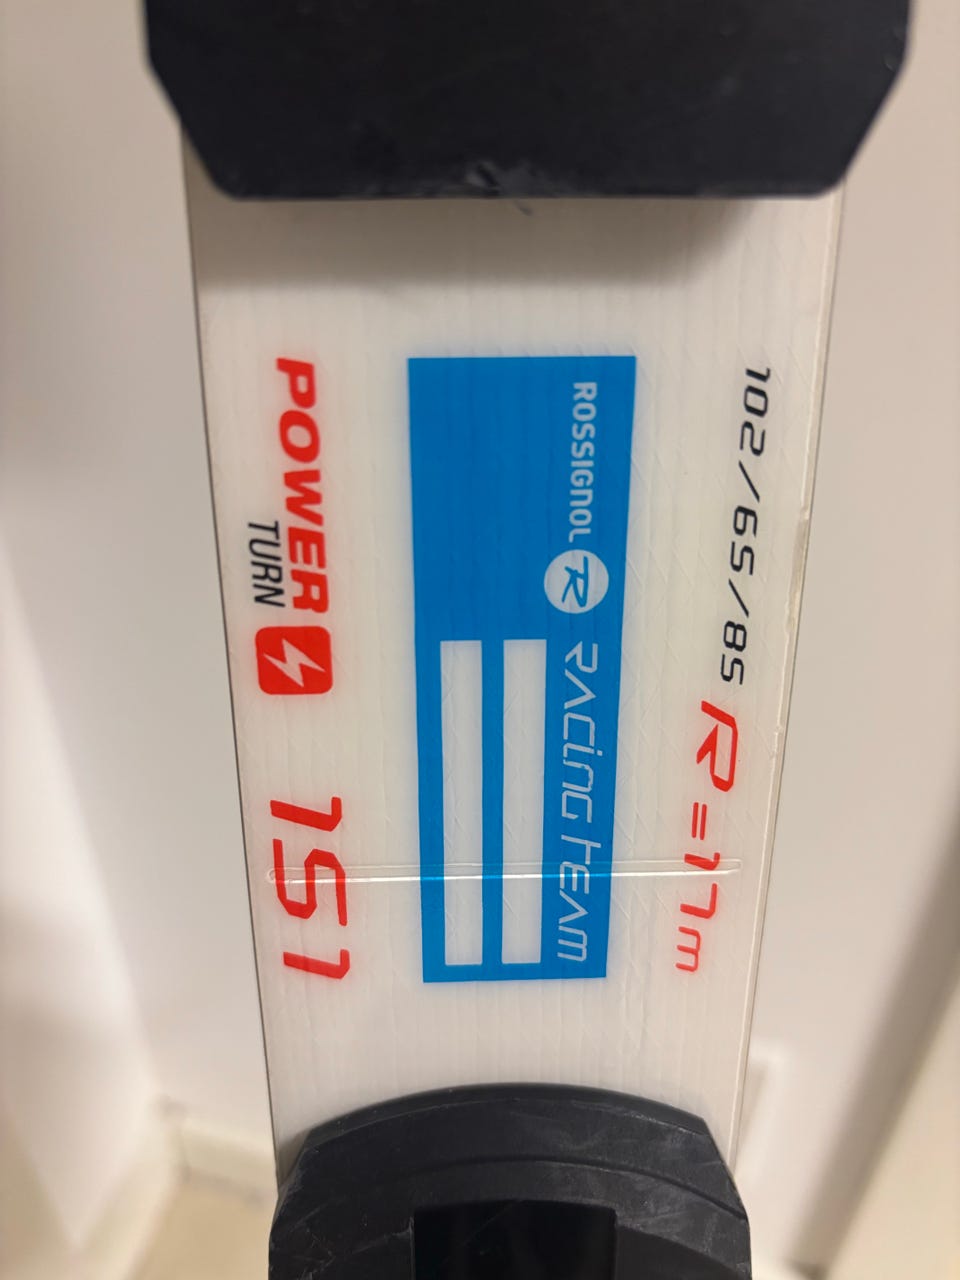 102/65/85 R=17m
ROSSIGNOL R RACING TEAM
POWER
TURN
151